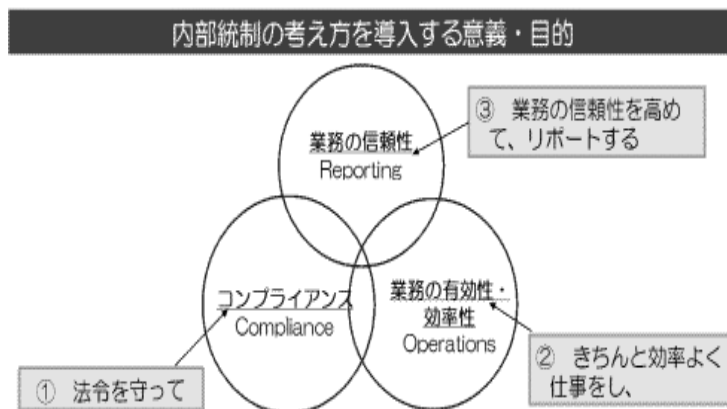 内部統制の考え方を導入する意義・目的
③ 業務の信頼性を高め
て、リポートする
業務の信頼性
Reporting
コンプライアンス
Compliance
業務の有効性・
効率性
Operations
① 法令を守って
② きちんと効率よく
仕事をし、